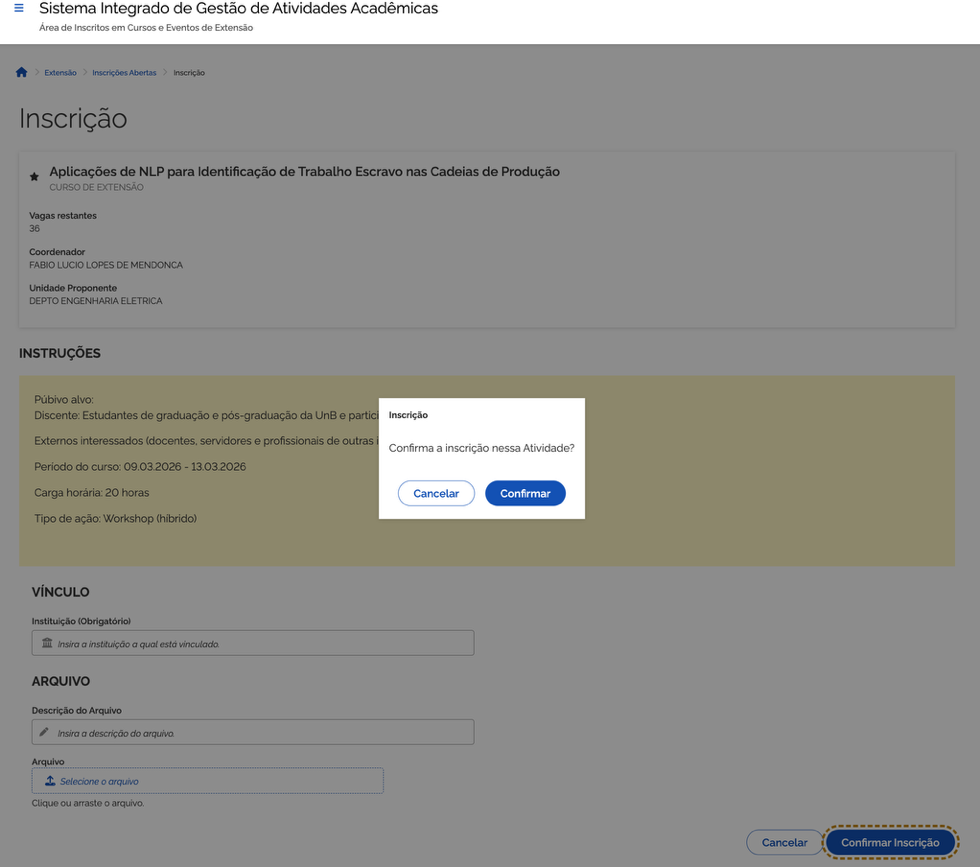 Sistema Integrado de Gestão de Atividades Acadêmicas
Área de Inscritos em Cursos e Eventos de Extensão
Extensão > Inscrições Abertas > Inscrição
Inscrição
Aplicações de NLP para Identificação de Trabalho Escravo nas Cadeias de Produção
CURSO DE EXTENSÃO
Vagas restantes
36
Coordenador
FABIO LUCIO LOPES DE MENDONCA
Unidade Proponente
DEPTO ENGENHARIA ELETRICA
INSTRUÇÕES
Púbivo alvo:
Discente: Estudantes de graduação e pós-graduação da UnB e partici
Externos interessados (docentes, servidores e profissionais de outras i
Período do curso: 09.03.2026 - 13.03.2026
Carga horária: 20 horas
Tipo de ação: Workshop (híbrido)
Inscrição
Confirma a inscrição nessa Atividade?
Cancelar Confirmar
VÍNCULO
Instituição (Obrigatório)
Insira a instituição a qual está vinculado.
ARQUIVO
Descrição do Arquivo
Insira a descrição do arquivo.
Arquivo
Selecione o arquivo
Clique ou arraste o arquivo.
Cancelar Confirmar Inscrição